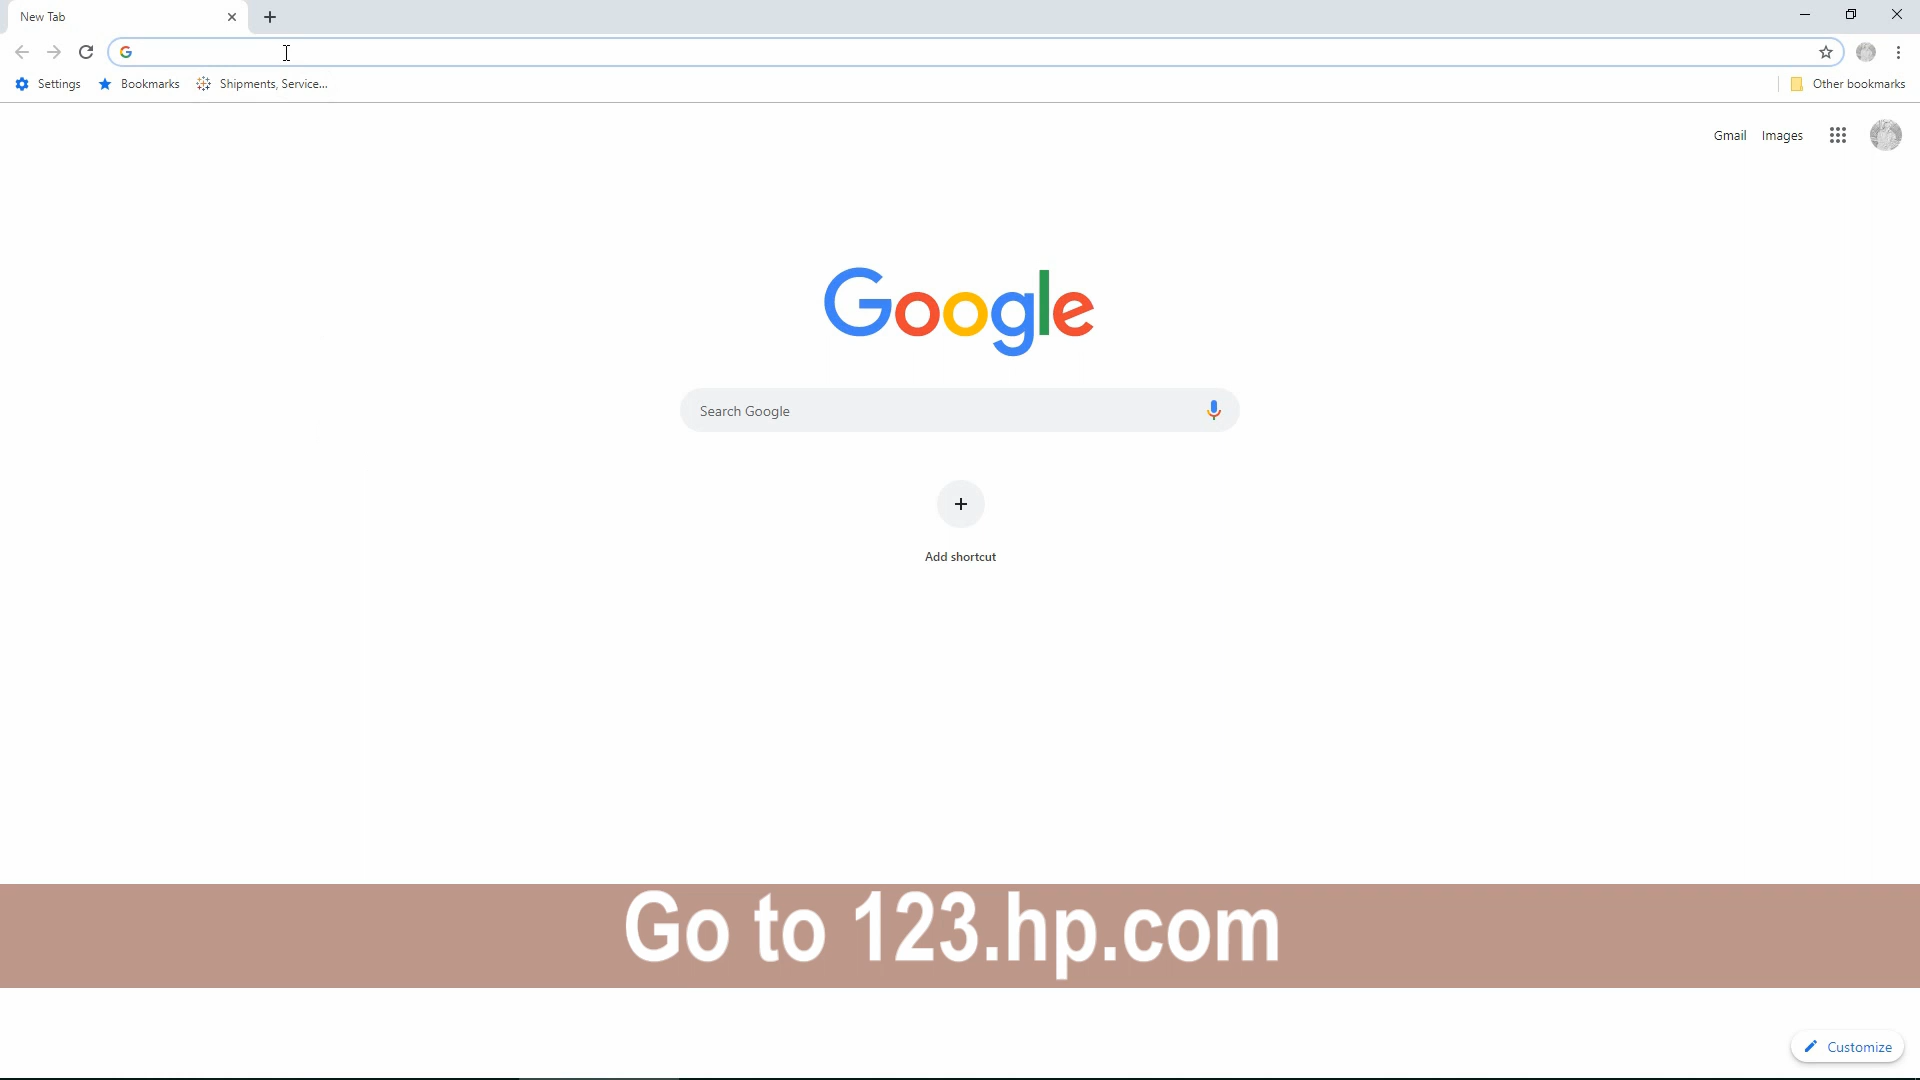 New Tab
Settings
Bookmarks
Shipments, Service...
Other bookmarks
Gmail
Images
Google
Search Google
Add shortcut
Go to 123.hp.com
Customize